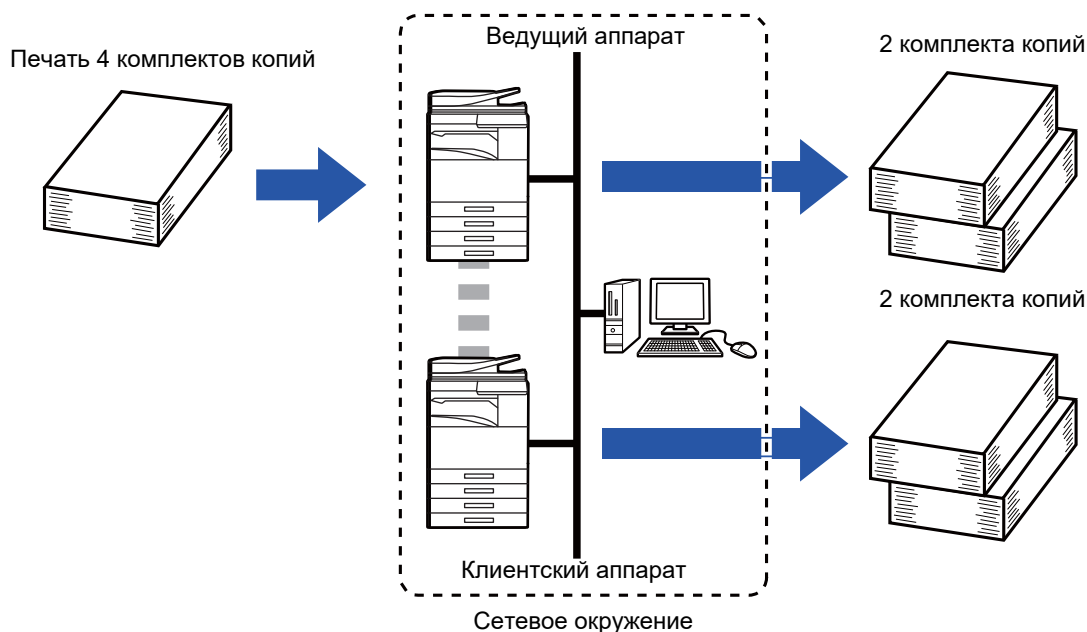 Печать 4 комплектов копий
Ведущий аппарат
2 комплекта копий
2 комплекта копий
Клиентский аппарат
Сетевое окружение